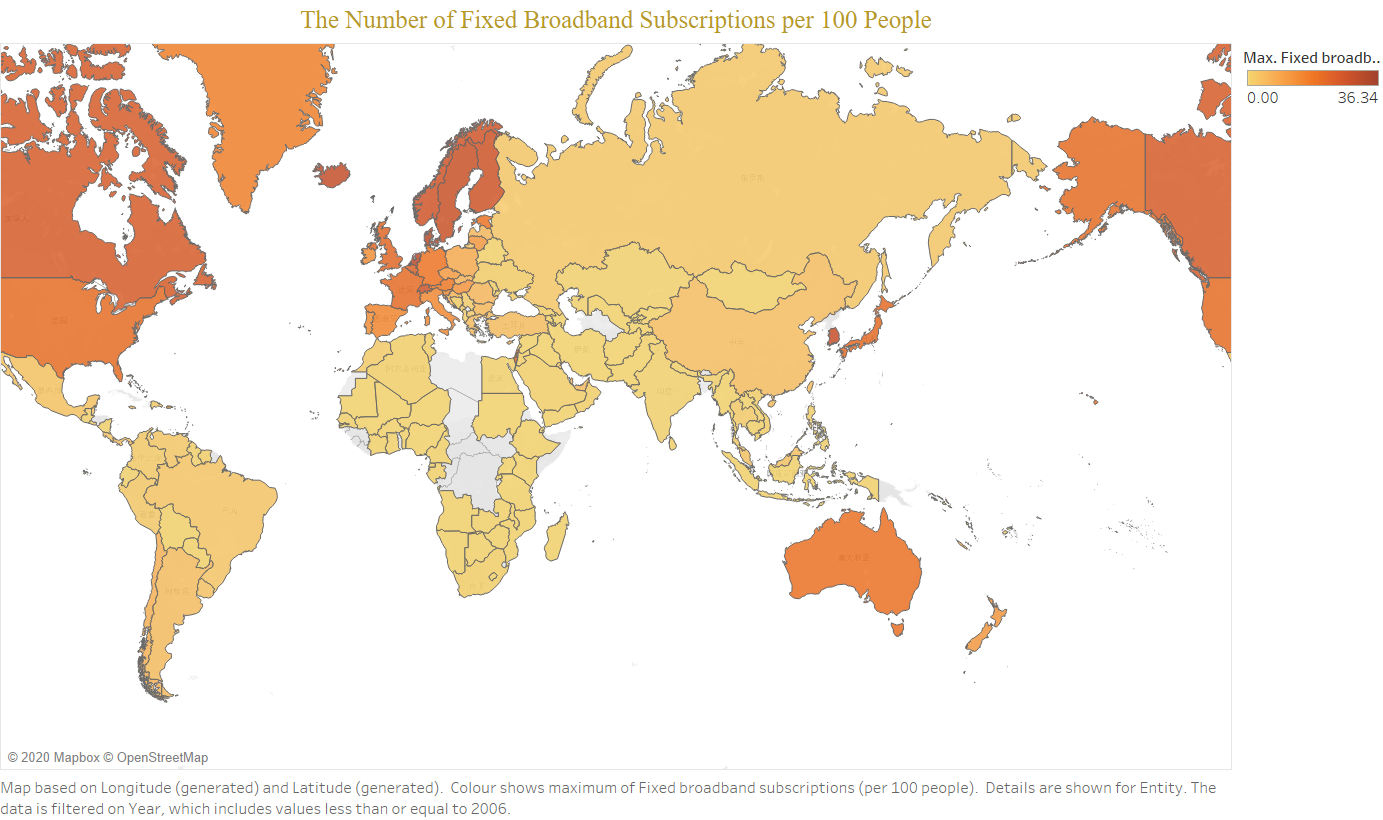 The Number of Fixed Broadband Subscriptions per 100 People
Max. Fixed broadb..
0.00 36.34
© 2020 Mapbox © OpenStreetMap
Map based on Longitude (generated) and Latitude (generated).  Colour shows maximum of Fixed broadband subscriptions (per 100 people).  Details are shown for Entity. The
data is filtered on Year, which includes values less than or equal to 2006.